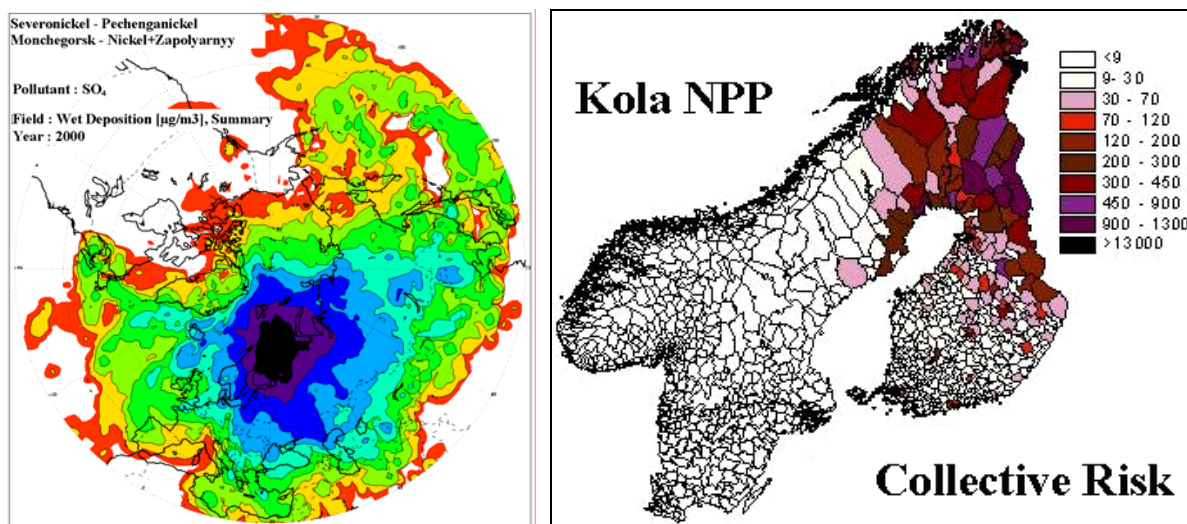 Severonickel - Pechenganickel
Monchegorsk - Nickel+Zapolyarnyy
Pollutant : SO₄
Field : Wet Deposition [µg/m3], Summary
Year : 2000
Kola NPP
<9
9- 30
30 - 70
70 - 120
120 - 200
200 - 300
300 - 450
450 - 900
900 - 1300
>13000
Collective Risk